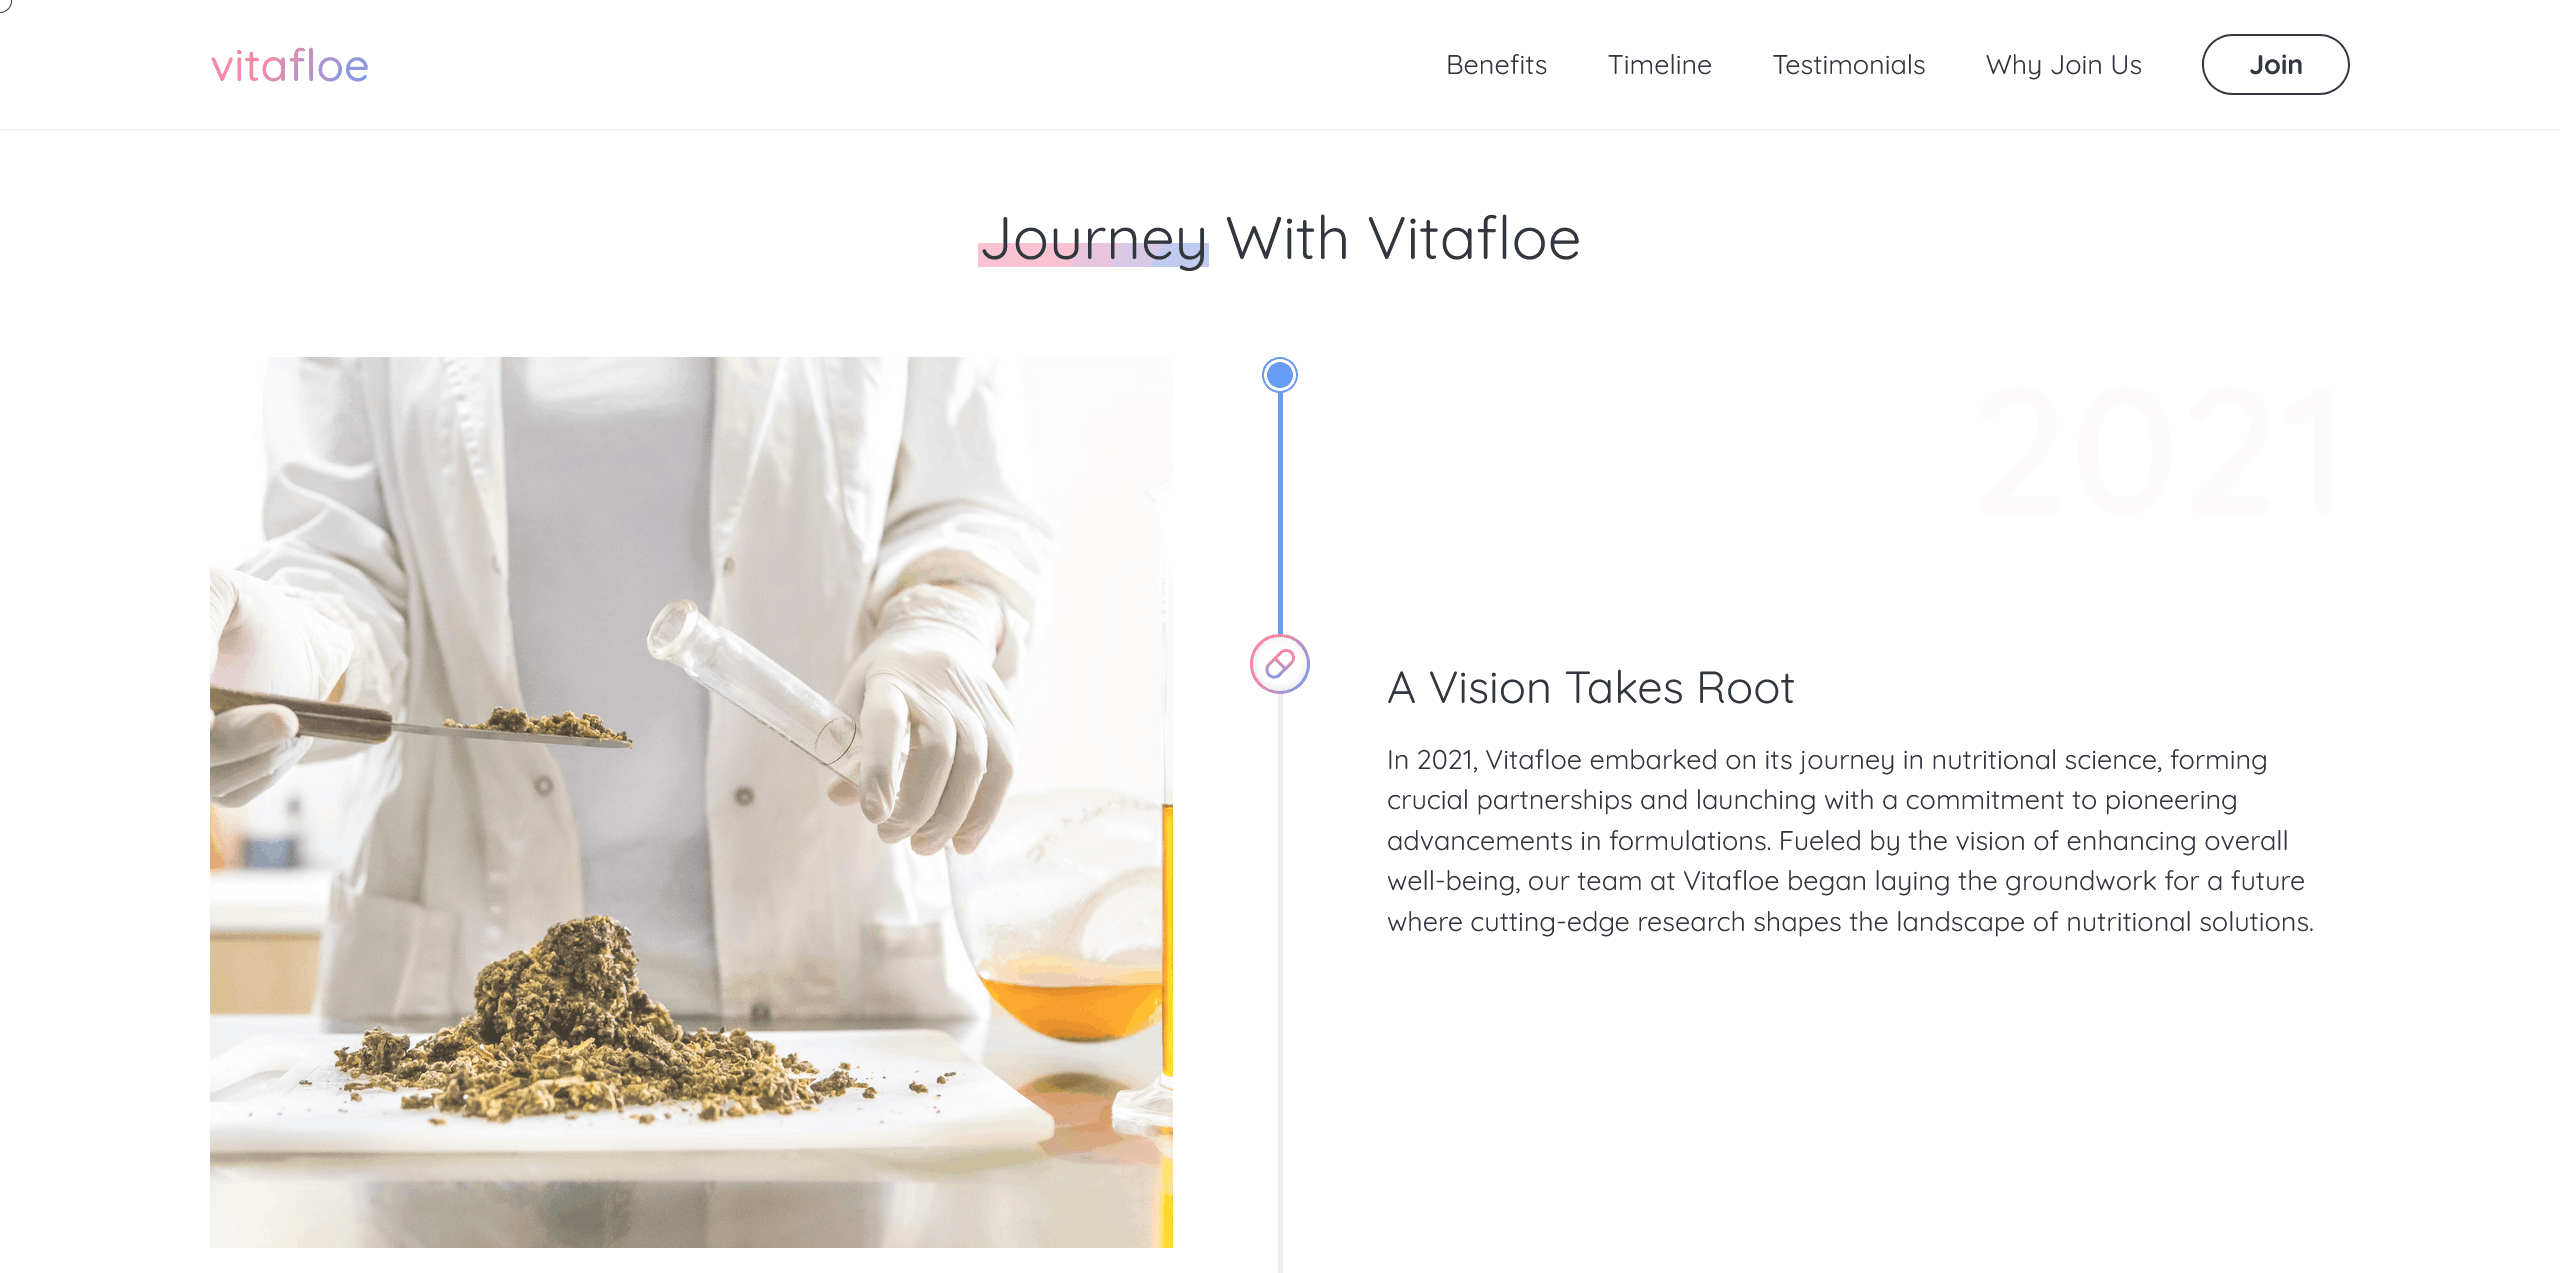 vitafloe
Benefits
Timeline
Testimonials
Why Join Us
Join
Journey With Vitafloe
2021
A Vision Takes Root
In 2021, Vitafloe embarked on its journey in nutritional science, forming
crucial partnerships and launching with a commitment to pioneering
advancements in formulations. Fueled by the vision of enhancing overall
well-being, our team at Vitafloe began laying the groundwork for a future
where cutting-edge research shapes the landscape of nutritional solutions.